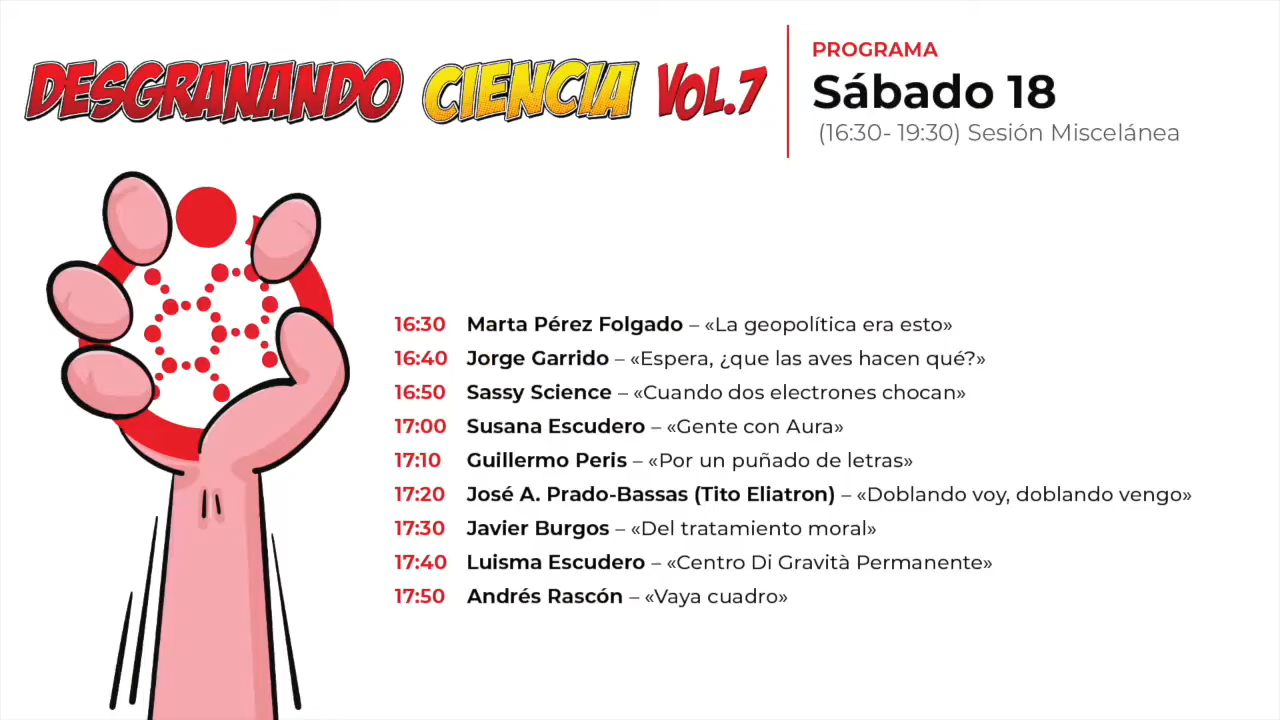 DESGRANANDO CIENCIA VOL.7
PROGRAMA
Sábado 18
(16:30- 19:30) Sesión Miscelánea
16:30 Marta Pérez Folgado – «La geopolítica era esto»
16:40 Jorge Garrido – «Espera, ¿que las aves hacen qué?»
16:50 Sassy Science – «Cuando dos electrones chocan»
17:00 Susana Escudero – «Gente con Aura»
17:10 Guillermo Peris – «Por un puñado de letras»
17:20 José A. Prado-Bassas (Tito Eliatron) – «Doblando voy, doblando vengo»
17:30 Javier Burgos – «Del tratamiento moral»
17:40 Luisma Escudero – «Centro Di Gravità Permanente»
17:50 Andrés Rascón – «Vaya cuadro»